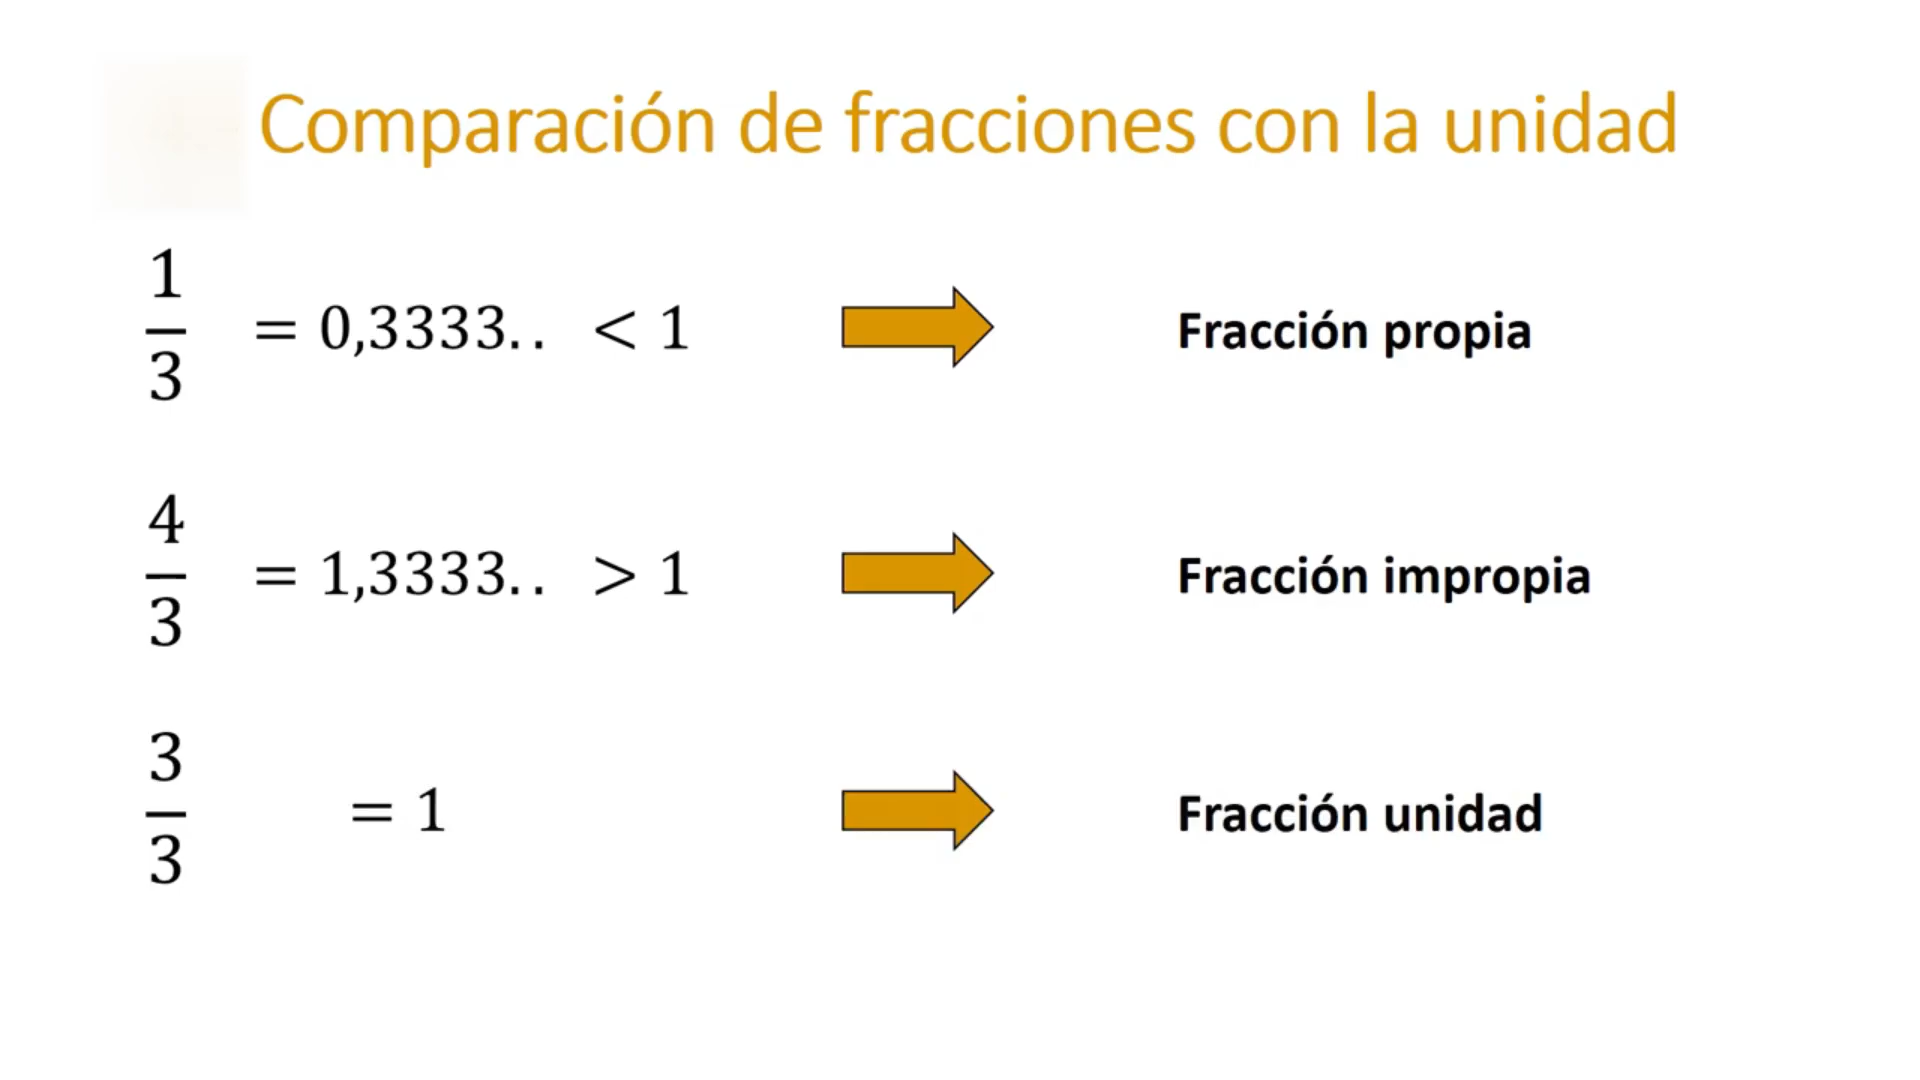 Comparación de fracciones con la unidad
1/3 = 0,3333.. < 1 Fracción propia
4/3 = 1,3333.. > 1 Fracción impropia
3/3 = 1 Fracción unidad